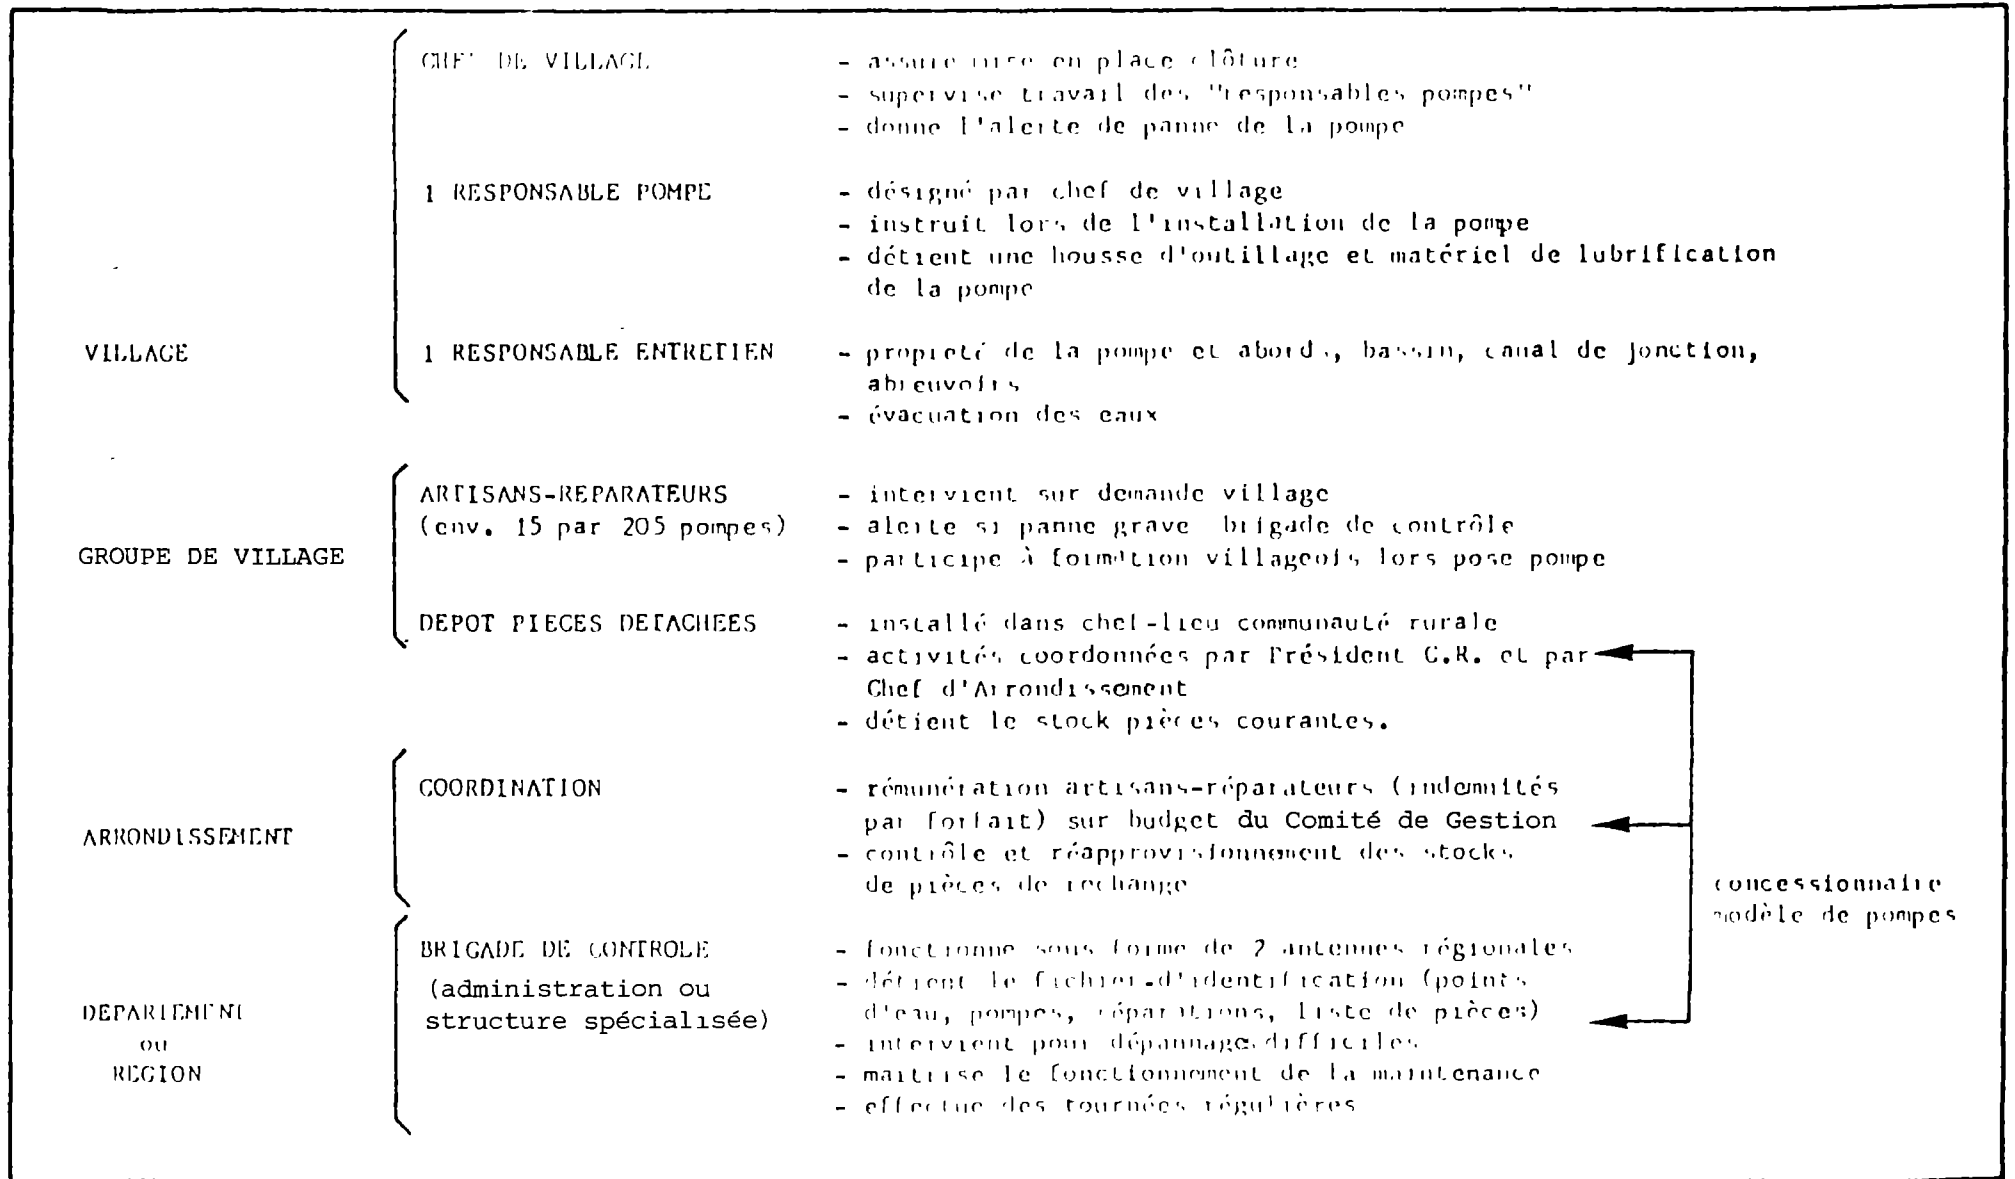 CHEF DE VILLAGE - assure mise en place clôture
- supervise travail des "responsables pompes"
- donne l'alerte de panne de la pompe
1 RESPONSABLE POMPE - désigné par chef de village
- instruit lors de l'installation de la pompe
- détient une housse d'outillage et matériel de lubrification
de la pompe
VILLAGE 1 RESPONSABLE ENTRETIEN - propreté de la pompe et abords, bassin, canal de jonction,
abreuvoirs
- évacuation des eaux
ARTISANS-REPARATEURS - intervient sur demande village
(env. 15 par 205 pompes) - alerte si panne grave brigade de contrôle
GROUPE DE VILLAGE - participe à formation villageois lors pose pompe
DEPOT PIECES DETACHEES - installé dans chef-lieu communauté rurale
- activités coordonnées par Président C.R. et par
Chef d'Arrondissement
- détient le stock pièces courantes.
COORDINATION - rémunération artisans-réparateurs (indemnités
par forfait) sur budget du Comité de Gestion
ARRONDISSEMENT
- contrôle et réapprovisionnement des stocks
de pièces de rechange
concessionnaire
modèle de pompes
BRIGADE DE CONTROLE - fonctionne sous forme de 2 antennes régionales
(administration ou - détient le fichier d'identification (points
DEPARTEMENT structure spécialisée) d'eau, pompes, réparations, liste de pièces)
ou - intervient pour dépannages difficiles
REGION - maitrise le fonctionnement de la maintenance
- effectue des tournées régulières